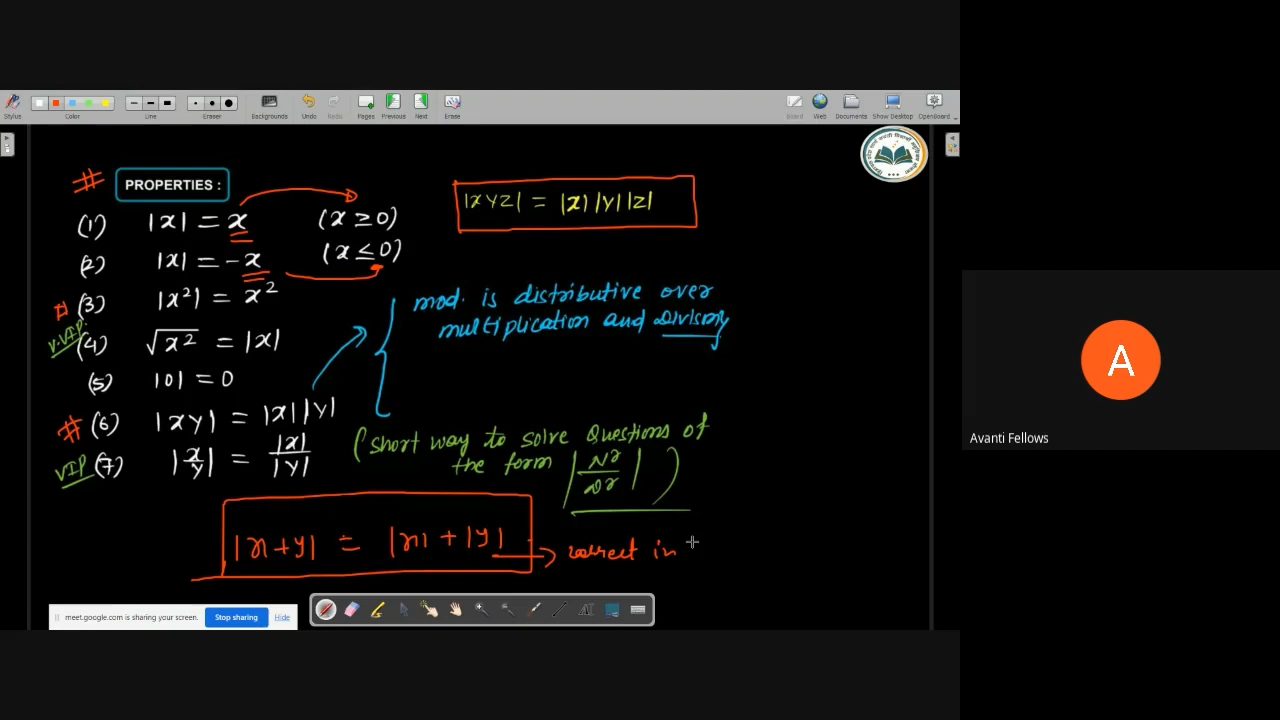 Stylus Color Line Eraser Backgrounds Undo Redo Pages Previous Next Erase Board Web Documents Show Desktop OpenBoard
# PROPERTIES :
(1) |x| = x (x ≥ 0)
(2) |x| = -x (x ≤ 0)
(3) |x²| = x²
V.VIP. (4) √x² = |x|
(5) |0| = 0
# (6) |xy| = |x||y|
VIP (7) |x/y| = |x|/|y|
|xyz| = |x||y||z|
mod. is distributive over
multiplication and
(short way to solve Questions of
the form |Nr/Dr| )
|x+y| = |x| + |y| → correct in
meet.google.com is sharing your screen. Stop sharing Hide
A
Avanti Fellows